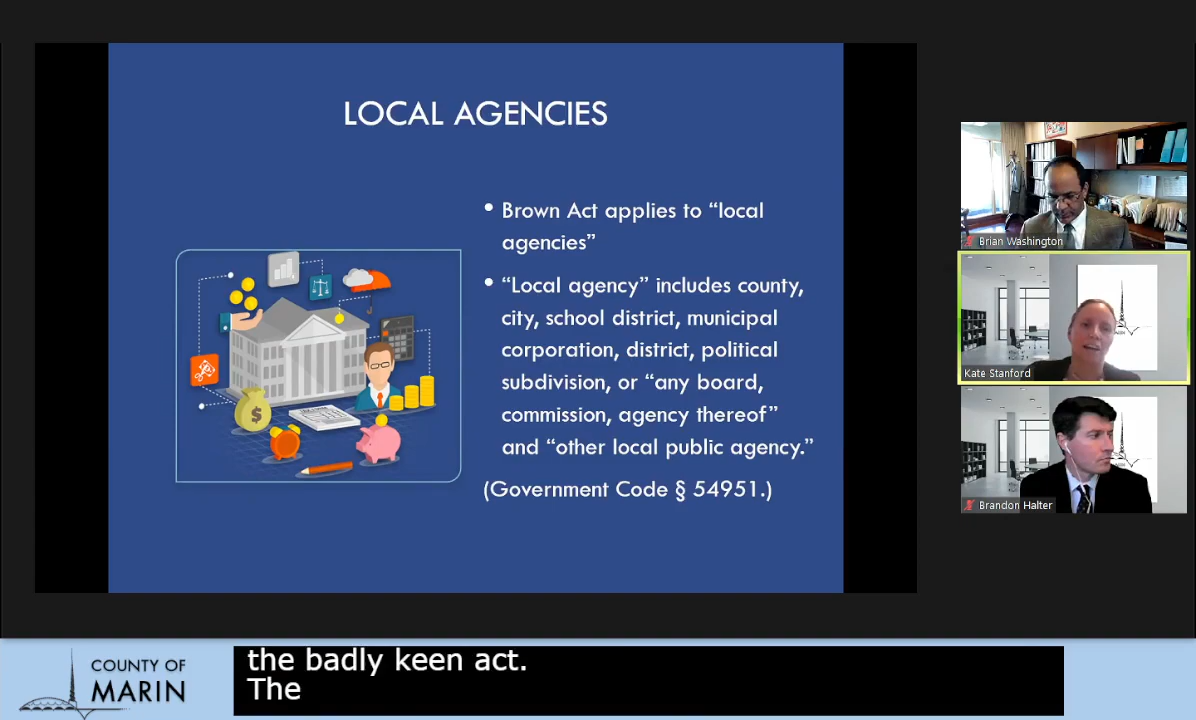 LOCAL AGENCIES
• Brown Act applies to “local
agencies”
• “Local agency” includes county,
city, school district, municipal
corporation, district, political
subdivision, or “any board,
commission, agency thereof”
and “other local public agency.”
(Government Code § 54951.)
Brian Washington
Kate Stanford
Brandon Halter
COUNTY OF
MARIN
the badly keen act.
The